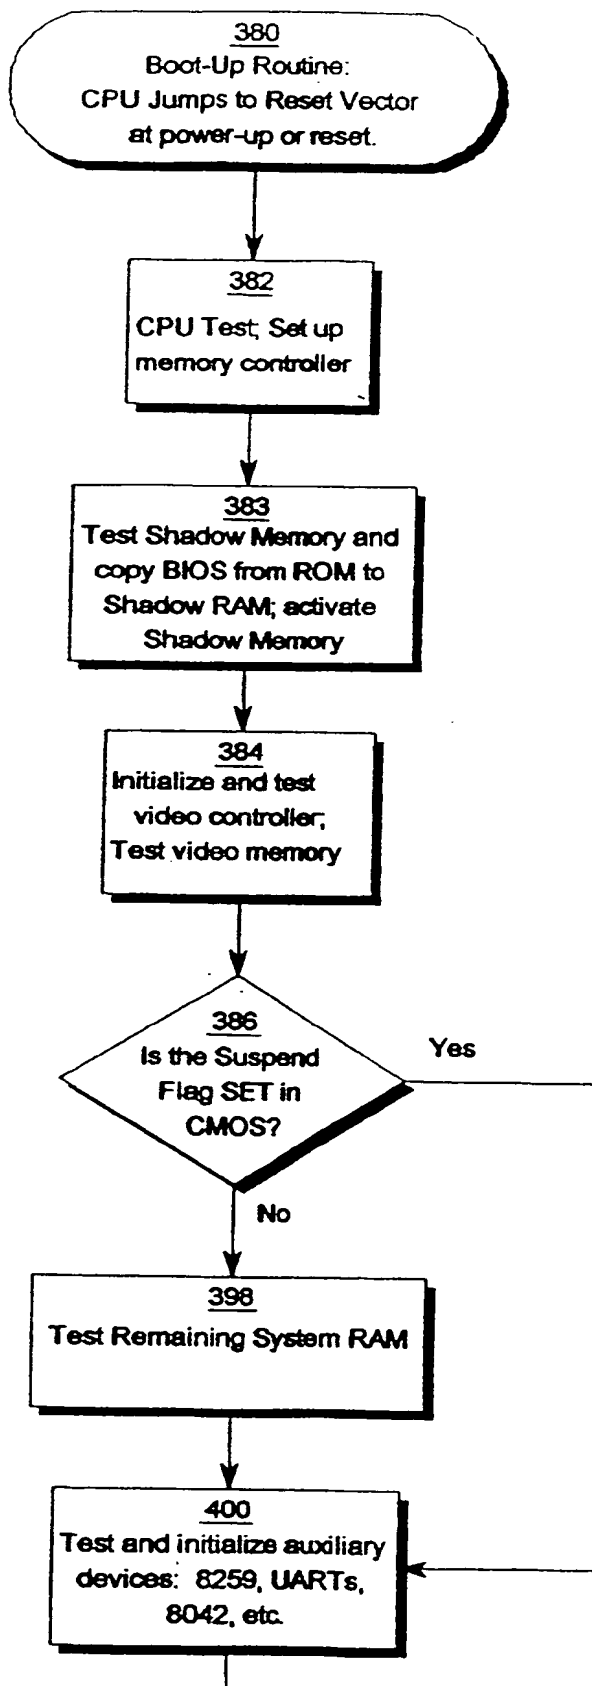 380
Boot-Up Routine:
CPU Jumps to Reset Vector
at power-up or reset.
382
CPU Test; Set up
memory controller
383
Test Shadow Memory and
copy BIOS from ROM to
Shadow RAM; activate
Shadow Memory
384
Initialize and test
video controller;
Test video memory
386
Is the Suspend
Flag SET in
CMOS?
Yes
No
398
Test Remaining System RAM
400
Test and initialize auxiliary
devices: 8259, UARTs,
8042, etc.